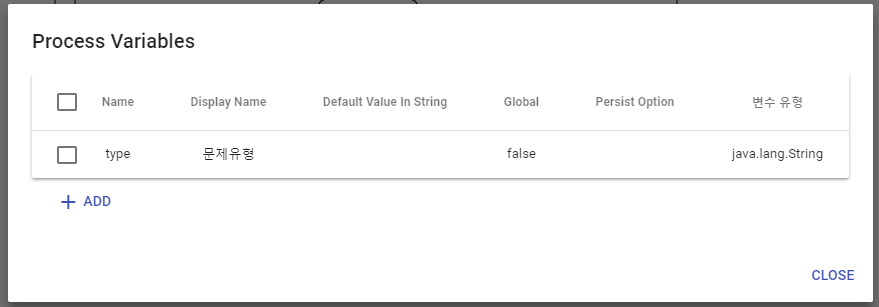 Process Variables
Name Display Name Default Value In String Global Persist Option 변수 유형
type 문제유형 false java.lang.String
+ ADD
CLOSE